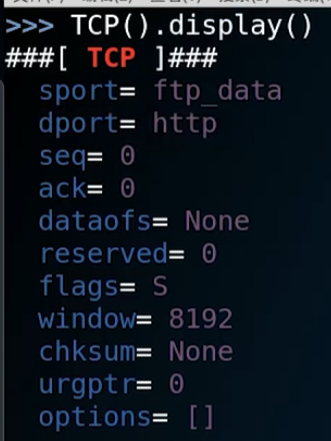 >>> TCP().display()
###[ TCP ]###
sport= ftp_data
dport= http
seq= 0
ack= 0
dataofs= None
reserved= 0
flags= S
window= 8192
chksum= None
urgptr= 0
options= []